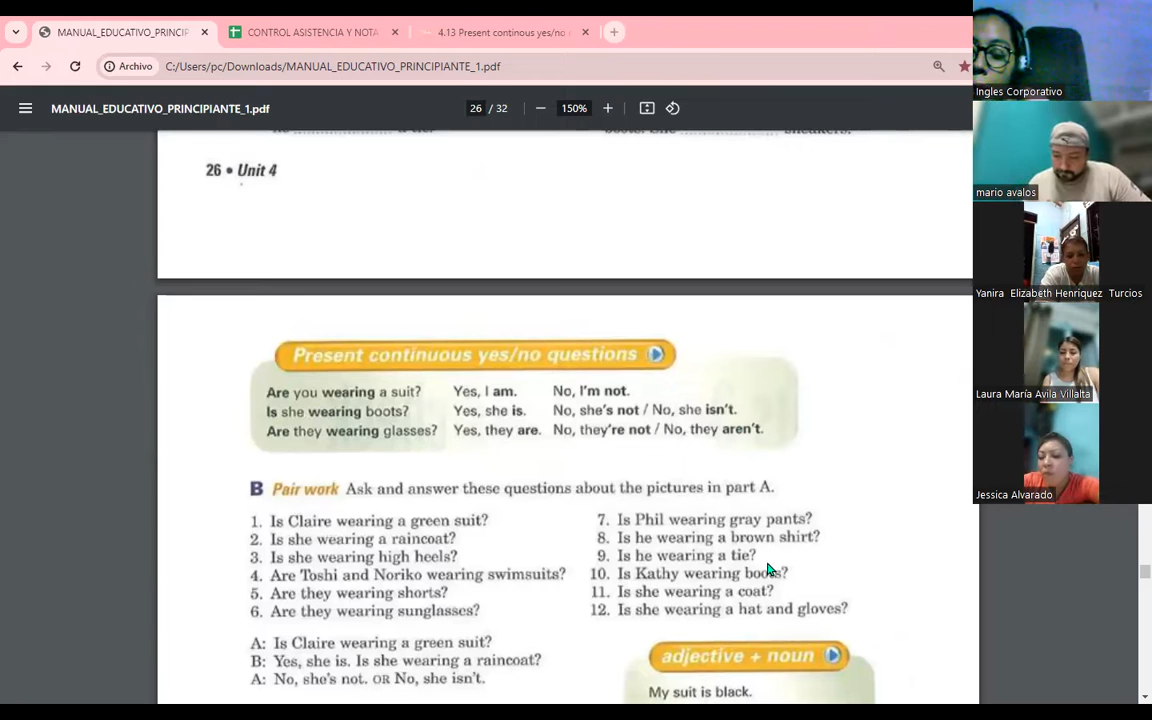 MANUAL_EDUCATIVO_PRINCIP
CONTROL ASISTENCIA Y NOTA
4.13 Present continous yes/no
Archivo
C:/Users/pc/Downloads/MANUAL_EDUCATIVO_PRINCIPIANTE_1.pdf
MANUAL_EDUCATIVO_PRINCIPIANTE_1.pdf
26 / 32
150%
boots. She sneakers.
26 • Unit 4
Present continuous yes/no questions
Are you wearing a suit? Yes, I am. No, I'm not.
Is she wearing boots? Yes, she is. No, she's not / No, she isn't.
Are they wearing glasses? Yes, they are. No, they're not / No, they aren't.
B Pair work Ask and answer these questions about the pictures in part A.
1. Is Claire wearing a green suit?
2. Is she wearing a raincoat?
3. Is she wearing high heels?
4. Are Toshi and Noriko wearing swimsuits?
5. Are they wearing shorts?
6. Are they wearing sunglasses?
7. Is Phil wearing gray pants?
8. Is he wearing a brown shirt?
9. Is he wearing a tie?
10. Is Kathy wearing boots?
11. Is she wearing a coat?
12. Is she wearing a hat and gloves?
A: Is Claire wearing a green suit?
B: Yes, she is. Is she wearing a raincoat?
A: No, she's not. OR No, she isn't.
adjective + noun
My suit is black.
Ingles Corporativo
mario avalos
Yanira Elizabeth Henriquez Turcios
Laura María Avila Villalta
Jessica Alvarado